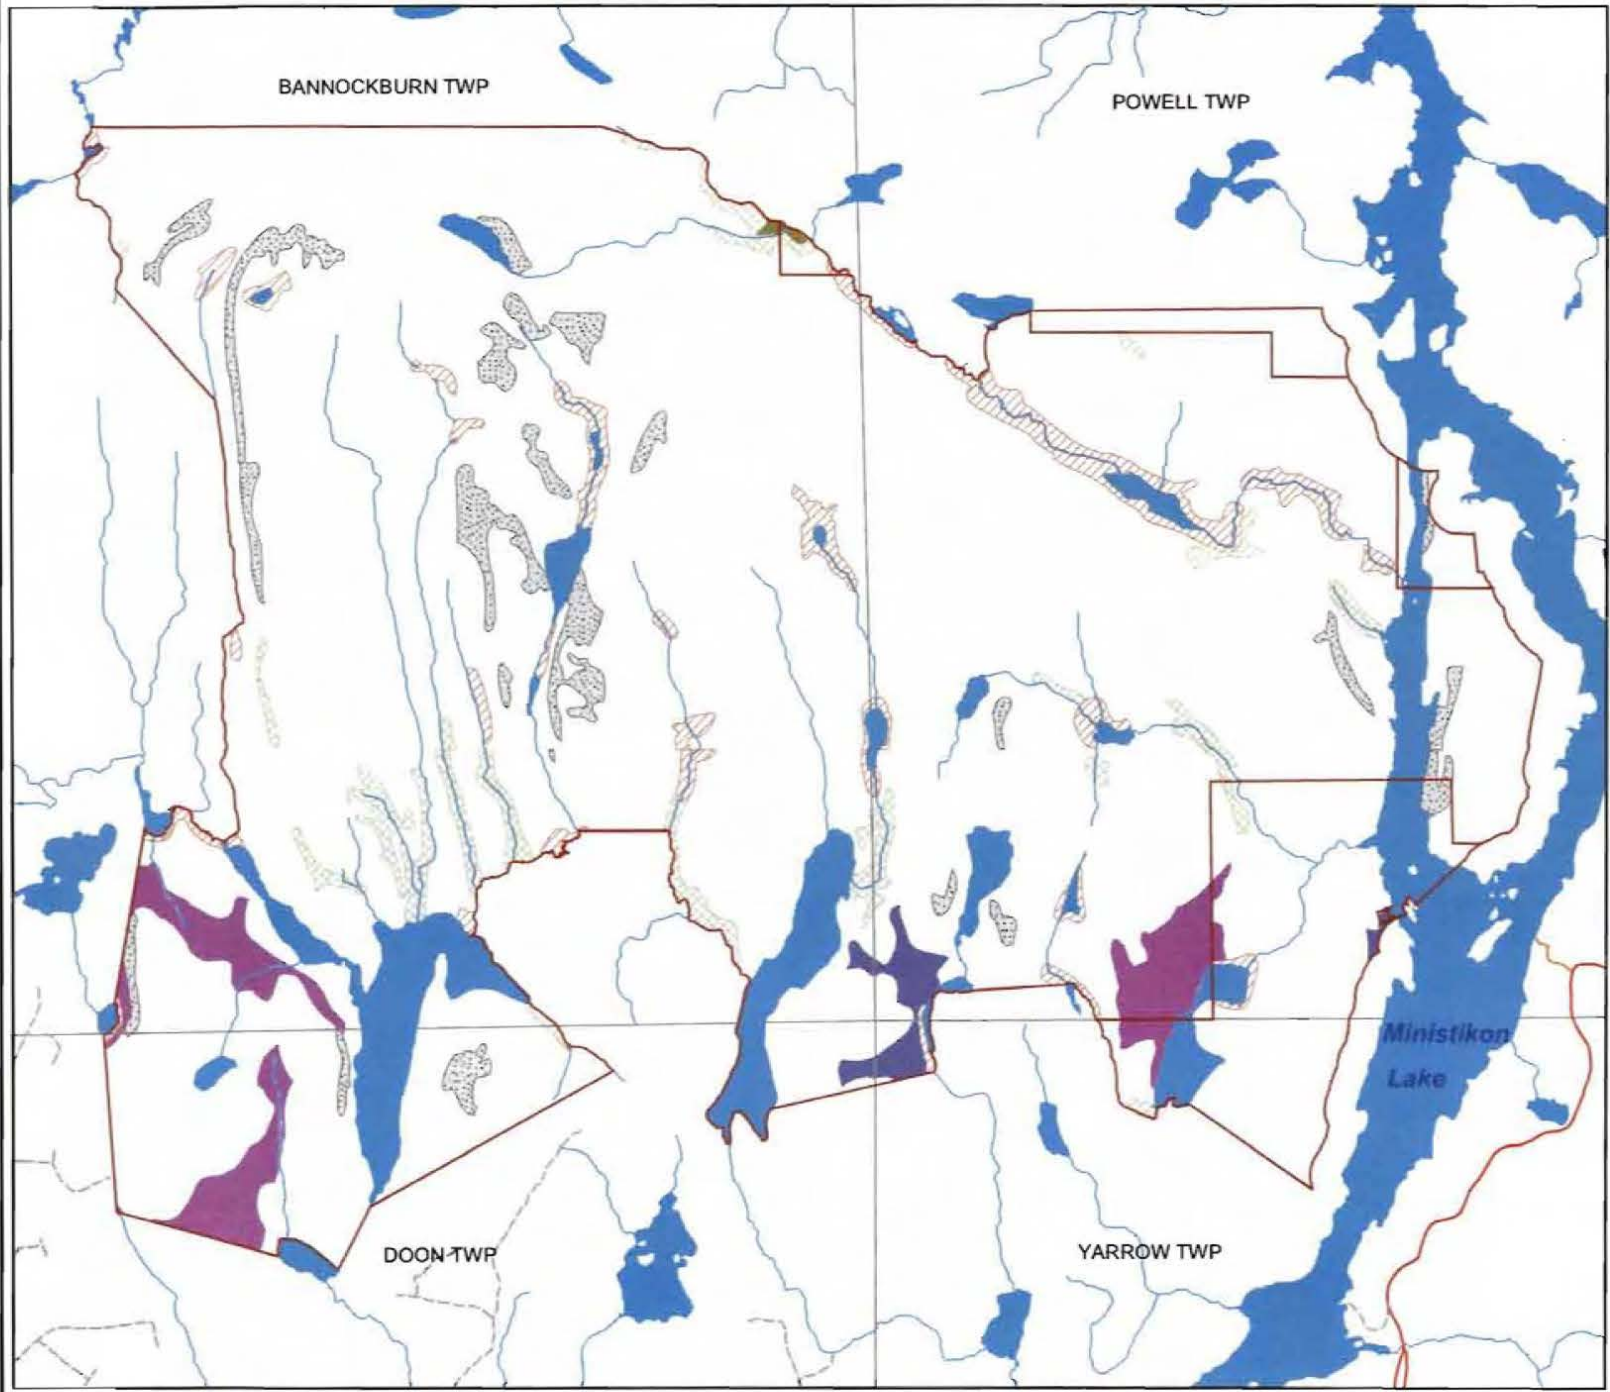 BANNOCKBURN TWP
POWELL TWP
Ministikon
Lake
DOON TWP
YARROW TWP